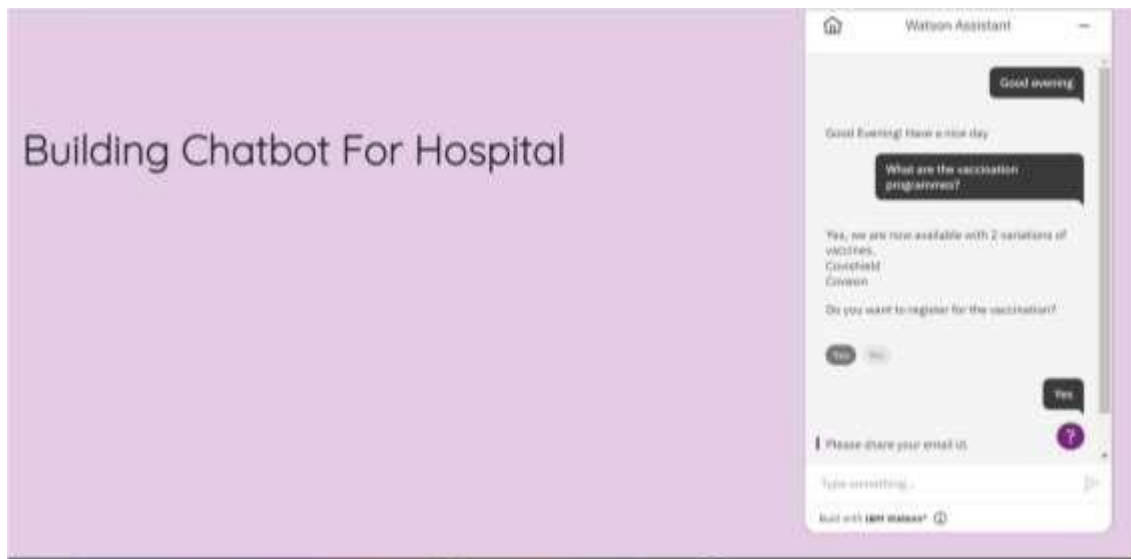 Watson Assistant
Good evening
Building Chatbot For Hospital
Good Evening! Have a nice day
What are the vaccination
programmes?
Yes, we are now available with 2 variations of
vaccines.
Covishield
Do you want to register for the vaccination?
Yes
No
Yes
?
Please share your email id.
Type something...
Built with IBM Watson®